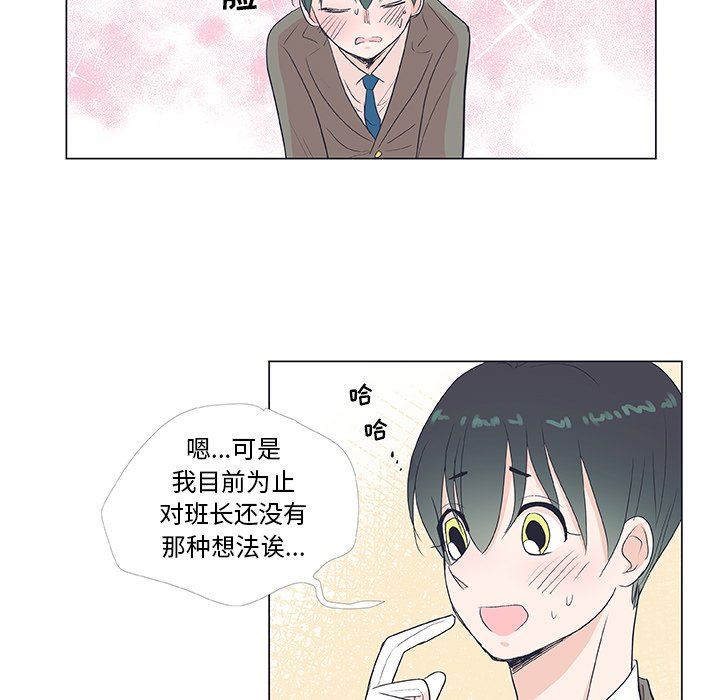 脸
哈
哈
...
嗯...可是
我目前为止
对班长还没有
那种想法诶...